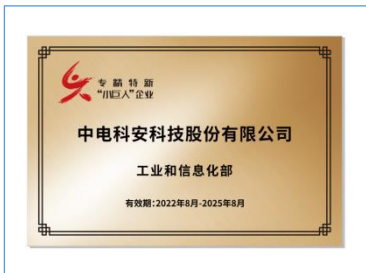 专精特新
“小巨人”企业
中电科安科技股份有限公司
工业和信息化部
有效期：2022年8月-2025年8月